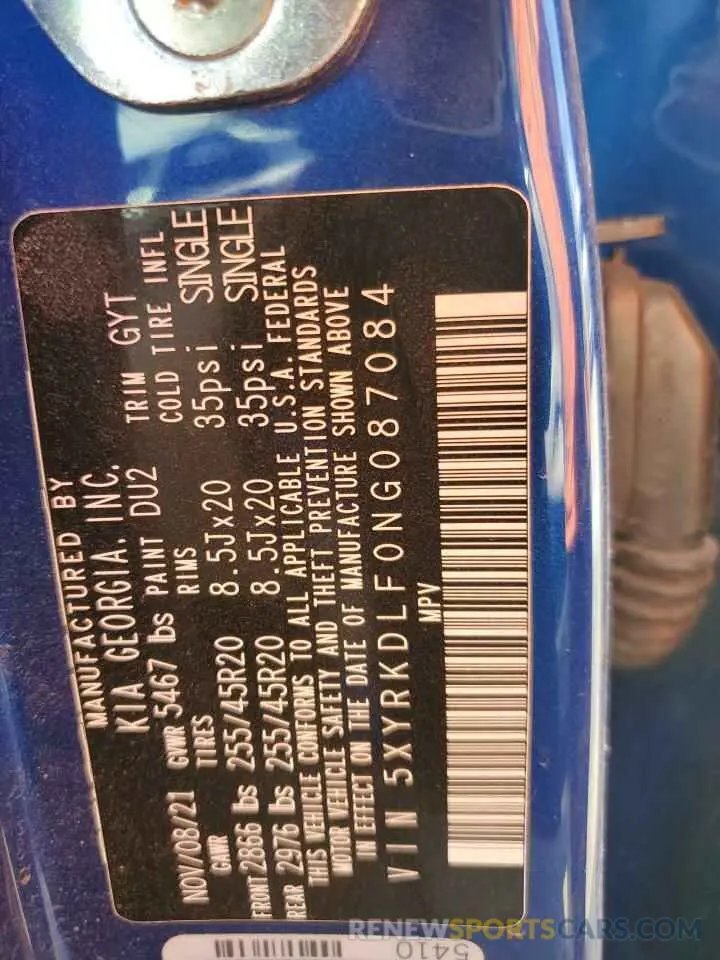 MANUFACTURED BY
KIA GEORGIA, INC.
NOV/08/21 GVWR 5467 lbs PAINT DU2 TRIM GYT
GAWR TIRES RIMS COLD TIRE INFL
FRONT 2866 lbs 255/45R20 8.5Jx20 35psi SINGLE
REAR 2976 lbs 255/45R20 8.5Jx20 35psi SINGLE
THIS VEHICLE CONFORMS TO ALL APPLICABLE U.S.A. FEDERAL
MOTOR VEHICLE SAFETY AND THEFT PREVENTION STANDARDS
IN EFFECT ON THE DATE OF MANUFACTURE SHOWN ABOVE
VIN 5XYRKDLF0NG087084
MPV
5410
RENEWSPORTSCARS.COM